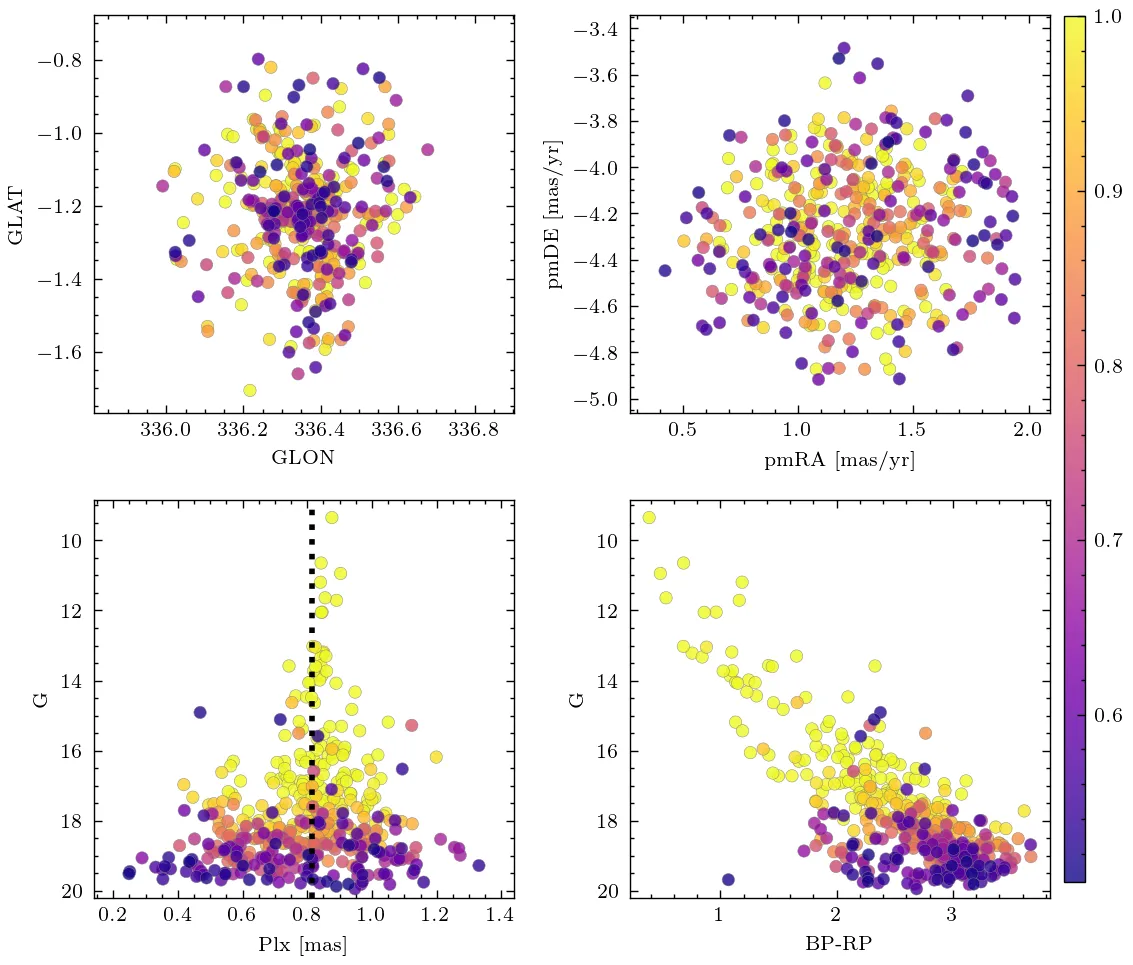 −0.8
−1.0
−1.2
−1.4
−1.6
GLAT
336.0 336.2 336.4 336.6 336.8
GLON
−3.4
−3.6
−3.8
−4.0
−4.2
−4.4
−4.6
−4.8
−5.0
pmDE [mas/yr]
0.5 1.0 1.5 2.0
pmRA [mas/yr]
1.0
0.9
0.8
0.7
0.6
10
12
14
16
18
20
G
0.2 0.4 0.6 0.8 1.0 1.2 1.4
Plx [mas]
10
12
14
16
18
20
G
1 2 3
BP-RP